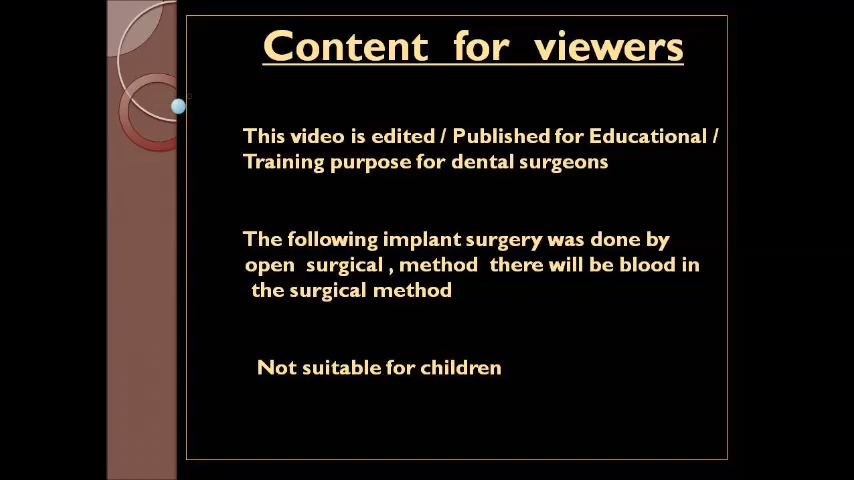 Content for viewers
This video is edited / Published for Educational /
Training purpose for dental surgeons
The following implant surgery was done by
open surgical , method there will be blood in
the surgical method
Not suitable for children